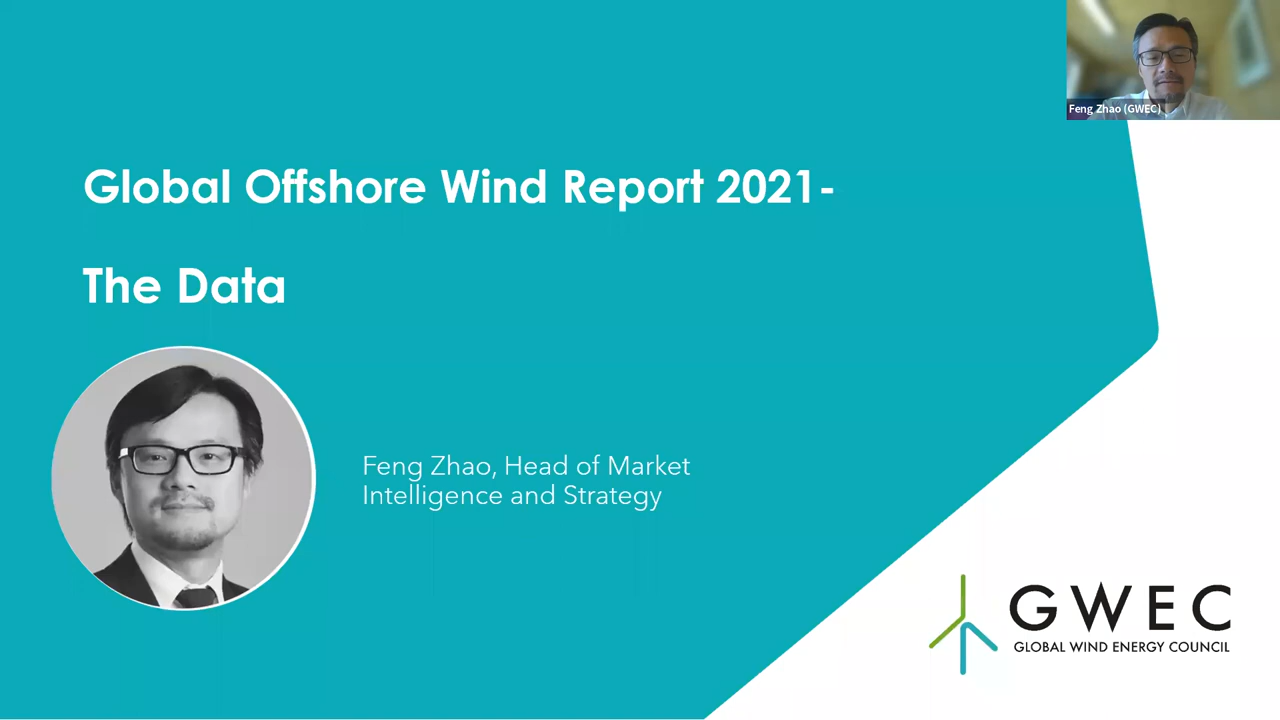 Feng Zhao (GWEC)
Global Offshore Wind Report 2021-
The Data
Feng Zhao, Head of Market
Intelligence and Strategy
GWEC
GLOBAL WIND ENERGY COUNCIL